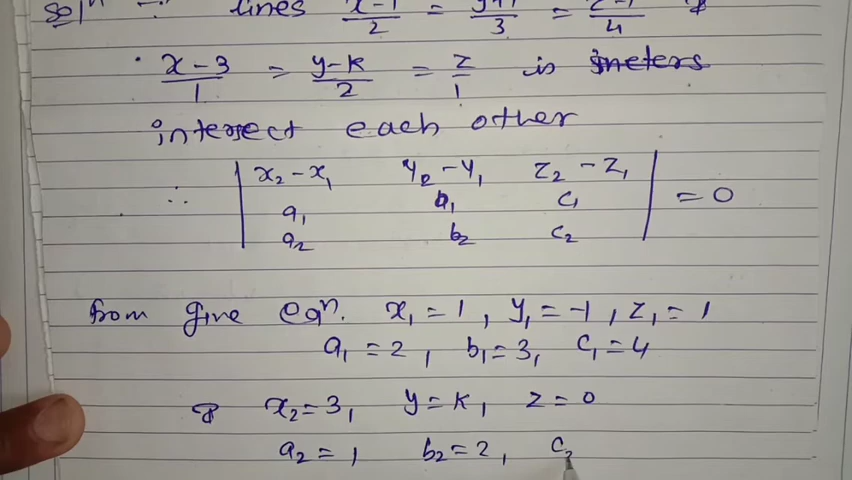 Solⁿ ∵ lines x-1/2 = y+1/3 = z-1/4 &
x-3/1 = y-k/2 = z/1 is
intersect each other
∴ | x₂-x₁ y₂-y₁ z₂-z₁ |
| a₁ b₁ c₁ | = 0
| a₂ b₂ c₂ |
from give eqⁿ. x₁=1, y₁=-1, z₁=1
a₁=2, b₁=3, c₁=4
& x₂=3, y=k, z=0
a₂=1, b₂=2, c₂